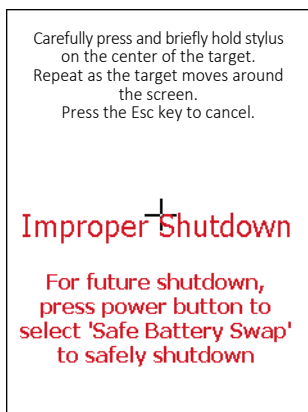 Carefully press and briefly hold stylus
on the center of the target.
Repeat as the target moves around
the screen.
Press the Esc key to cancel.
Improper Shutdown
For future shutdown,
press power button to
select 'Safe Battery Swap'
to safely shutdown